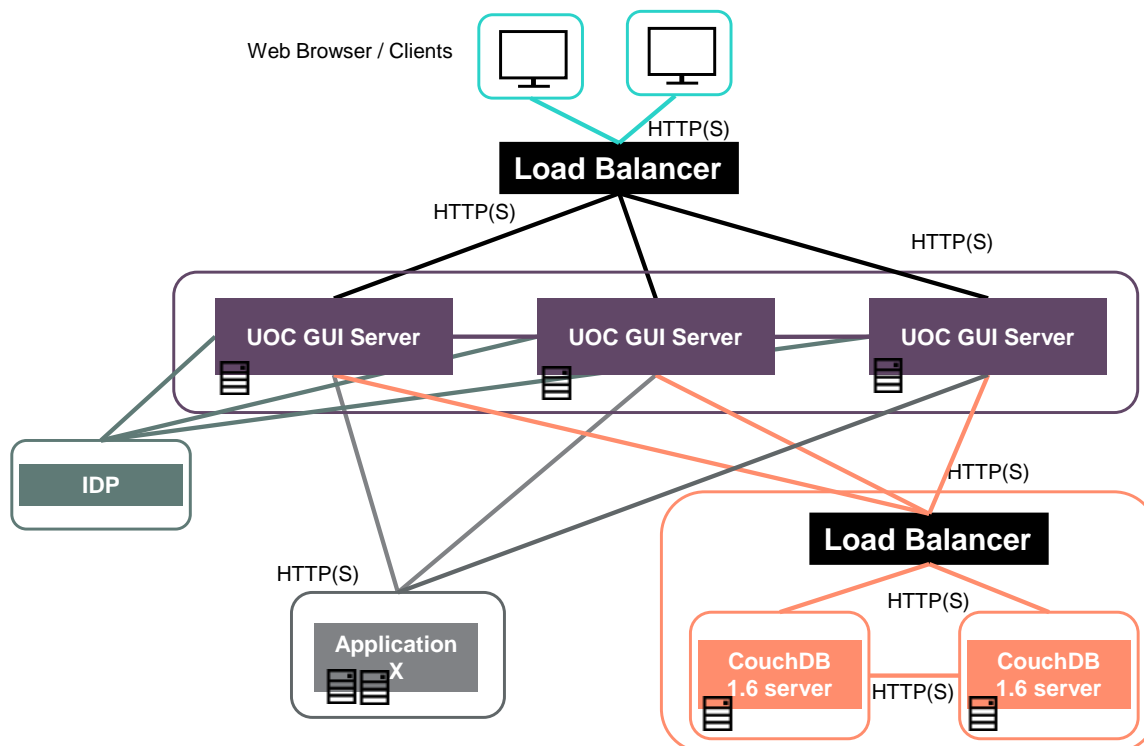 Web Browser / Clients
HTTP(S)
Load Balancer
HTTP(S)
HTTP(S)
UOC GUI Server
UOC GUI Server
UOC GUI Server
IDP
HTTP(S)
Load Balancer
HTTP(S)
HTTP(S)
Application
X
CouchDB
1.6 server
CouchDB
1.6 server
HTTP(S)